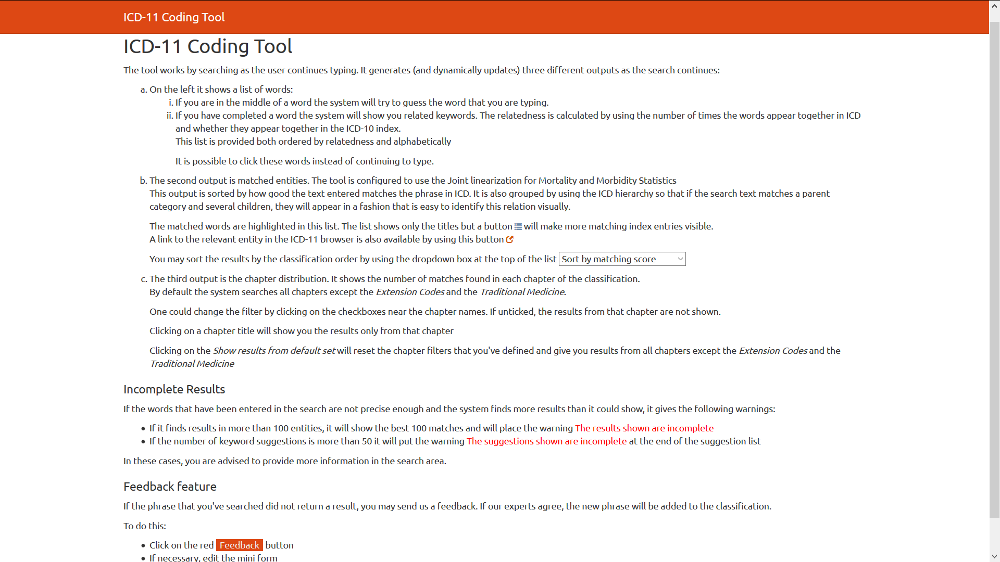 ICD-11 Coding Tool
ICD-11 Coding Tool
The tool works by searching as the user continues typing. It generates (and dynamically updates) three different outputs as the search continues:
a. On the left it shows a list of words:
i. If you are in the middle of a word the system will try to guess the word that you are typing.
ii. If you have completed a word the system will show you related keywords. The relatedness is calculated by using the number of times the words appear together in ICD
and whether they appear together in the ICD-10 index.
This list is provided both ordered by relatedness and alphabetically
It is possible to click these words instead of continuing to type.
b. The second output is matched entities. The tool is configured to use the Joint linearization for Mortality and Morbidity Statistics
This output is sorted by how good the text entered matches the phrase in ICD. It is also grouped by using the ICD hierarchy so that if the search text matches a parent
category and several children, they will appear in a fashion that is easy to identify this relation visually.
The matched words are highlighted in this list. The list shows only the titles but a button will make more matching index entries visible.
A link to the relevant entity in the ICD-11 browser is also available by using this button
You may sort the results by the classification order by using the dropdown box at the top of the list Sort by matching score
c. The third output is the chapter distribution. It shows the number of matches found in each chapter of the classification.
By default the system searches all chapters except the Extension Codes and the Traditional Medicine.
One could change the filter by clicking on the checkboxes near the chapter names. If unticked, the results from that chapter are not shown.
Clicking on a chapter title will show you the results only from that chapter
Clicking on the Show results from default set will reset the chapter filters that you've defined and give you results from all chapters except the Extension Codes and the
Traditional Medicine
Incomplete Results
If the words that have been entered in the search are not precise enough and the system finds more results than it could show, it gives the following warnings:
• If it finds results in more than 100 entities, it will show the best 100 matches and will place the warning The results shown are incomplete
• If the number of keyword suggestions is more than 50 it will put the warning The suggestions shown are incomplete at the end of the suggestion list
In these cases, you are advised to provide more information in the search area.
Feedback feature
If the phrase that you've searched did not return a result, you may send us a feedback. If our experts agree, the new phrase will be added to the classification.
To do this:
• Click on the red Feedback button
• If necessary, edit the mini form